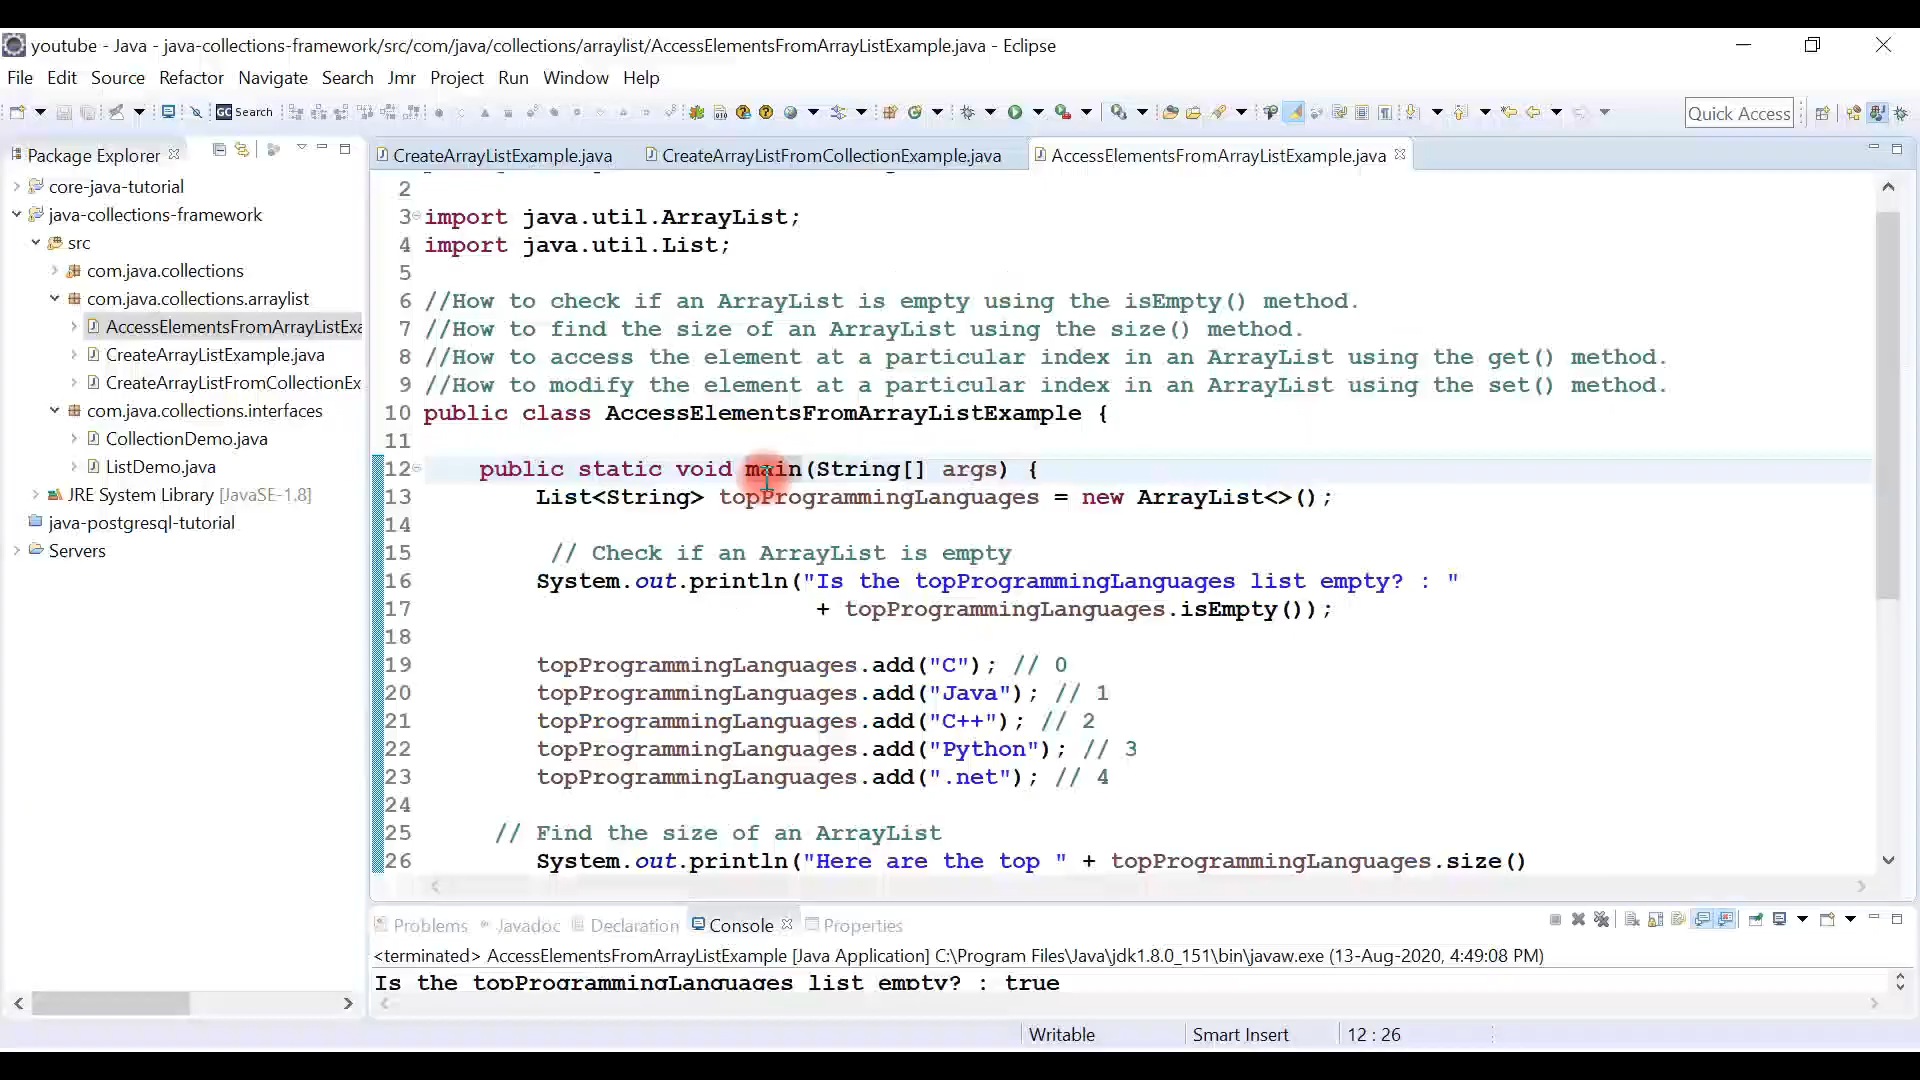 youtube - Java - java-collections-framework/src/com/java/collections/arraylist/AccessElementsFromArrayListExample.java - Eclipse
File Edit Source Refactor Navigate Search Jmr Project Run Window Help
GC Search
Quick Access
Package Explorer
core-java-tutorial
java-collections-framework
src
com.java.collections
com.java.collections.arraylist
AccessElementsFromArrayListExa
CreateArrayListExample.java
CreateArrayListFromCollectionEx
com.java.collections.interfaces
CollectionDemo.java
ListDemo.java
JRE System Library [JavaSE-1.8]
java-postgresql-tutorial
Servers
CreateArrayListExample.java CreateArrayListFromCollectionExample.java AccessElementsFromArrayListExample.java
2
3 import java.util.ArrayList;
4 import java.util.List;
5
6 //How to check if an ArrayList is empty using the isEmpty() method.
7 //How to find the size of an ArrayList using the size() method.
8 //How to access the element at a particular index in an ArrayList using the get() method.
9 //How to modify the element at a particular index in an ArrayList using the set() method.
10 public class AccessElementsFromArrayListExample {
11
12 public static void main(String[] args) {
13 List<String> topProgrammingLanguages = new ArrayList<>();
14
15 // Check if an ArrayList is empty
16 System.out.println("Is the topProgrammingLanguages list empty? : "
17 + topProgrammingLanguages.isEmpty());
18
19 topProgrammingLanguages.add("C"); // 0
20 topProgrammingLanguages.add("Java"); // 1
21 topProgrammingLanguages.add("C++"); // 2
22 topProgrammingLanguages.add("Python"); // 3
23 topProgrammingLanguages.add(".net"); // 4
24
25 // Find the size of an ArrayList
26 System.out.println("Here are the top " + topProgrammingLanguages.size()
Problems Javadoc Declaration Console Properties
<terminated> AccessElementsFromArrayListExample [Java Application] C:\Program Files\Java\jdk1.8.0_151\bin\javaw.exe (13-Aug-2020, 4:49:08 PM)
Is the topProgrammingLanguages list empty? : true
Writable Smart Insert 12 : 26